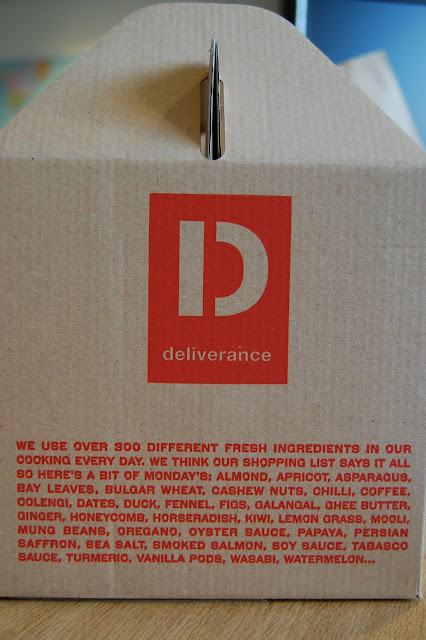 D
deliverance
WE USE OVER 300 DIFFERENT FRESH INGREDIENTS IN OUR
COOKING EVERY DAY. WE THINK OUR SHOPPING LIST SAYS IT ALL
SO HERE'S A BIT OF MONDAY'S; ALMOND, APRICOT, ASPARAGUS,
BAY LEAVES, BULGAR WHEAT, CASHEW NUTS, CHILLI, COFFEE,
COLENGI, DATES, DUCK, FENNEL, FIGS, GALANGAL, GHEE BUTTER,
GINGER, HONEYCOMB, HORSERADISH, KIWI, LEMON GRASS, MOOLI,
MUNG BEANS, OREGANO, OYSTER SAUCE, PAPAYA, PERSIAN
SAFFRON, SEA SALT, SMOKED SALMON, SOY SAUCE, TABASCO
SAUCE, TURMERIC, VANILLA PODS, WASABI, WATERMELON...